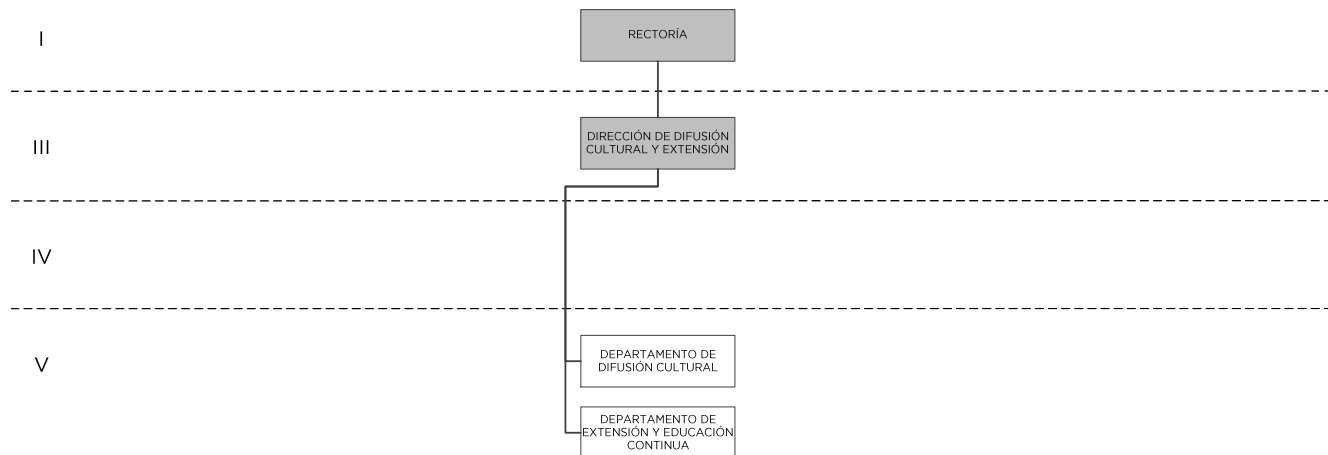 I
RECTORÍA
III
DIRECCIÓN DE DIFUSIÓN
CULTURAL Y EXTENSIÓN
IV
V
DEPARTAMENTO DE
DIFUSIÓN CULTURAL
DEPARTAMENTO DE
EXTENSIÓN Y EDUCACIÓN
CONTINUA